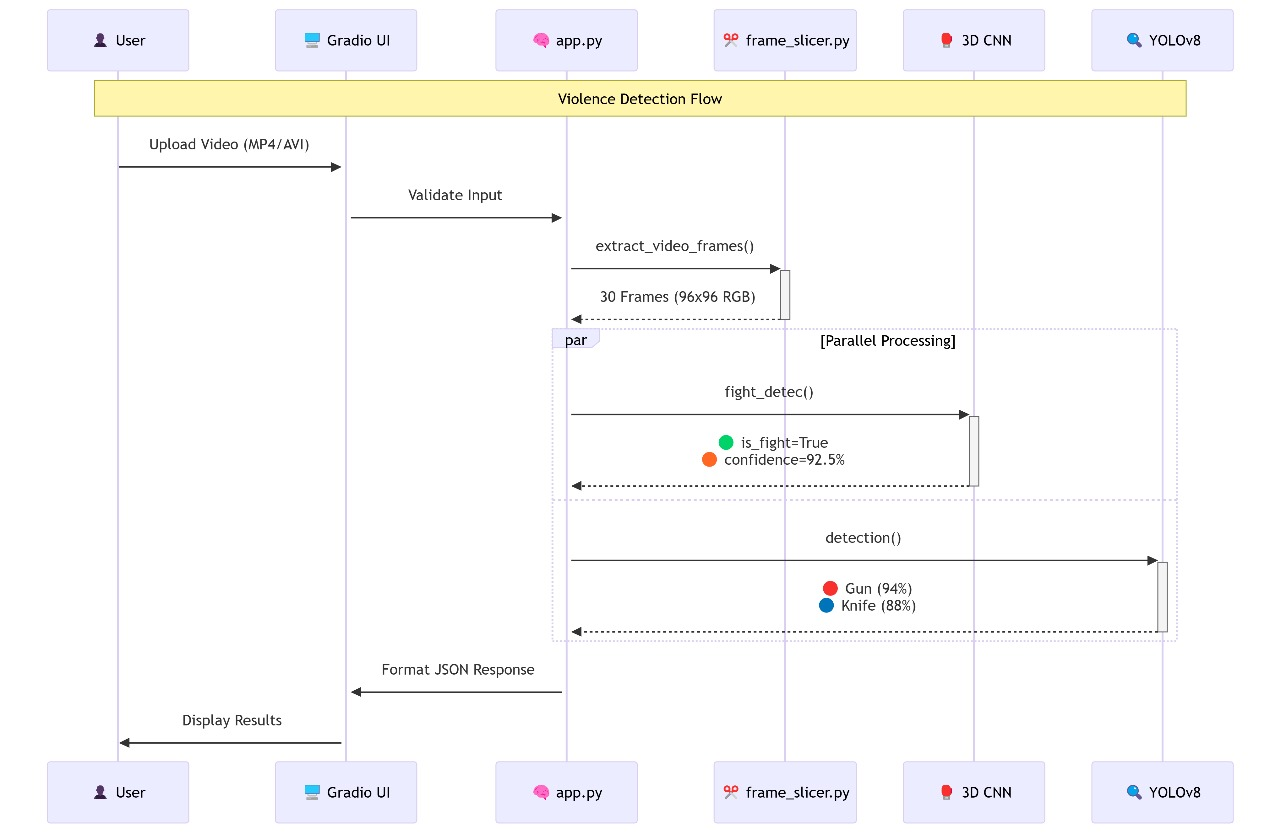 User
Gradio UI
app.py
frame_slicer.py
3D CNN
YOLOv8
Violence Detection Flow
Upload Video (MP4/AVI)
Validate Input
extract_video_frames()
30 Frames (96x96 RGB)
par
[Parallel Processing]
fight_detec()
is_fight=True
confidence=92.5%
detection()
Gun (94%)
Knife (88%)
Format JSON Response
Display Results
User
Gradio UI
app.py
frame_slicer.py
3D CNN
YOLOv8